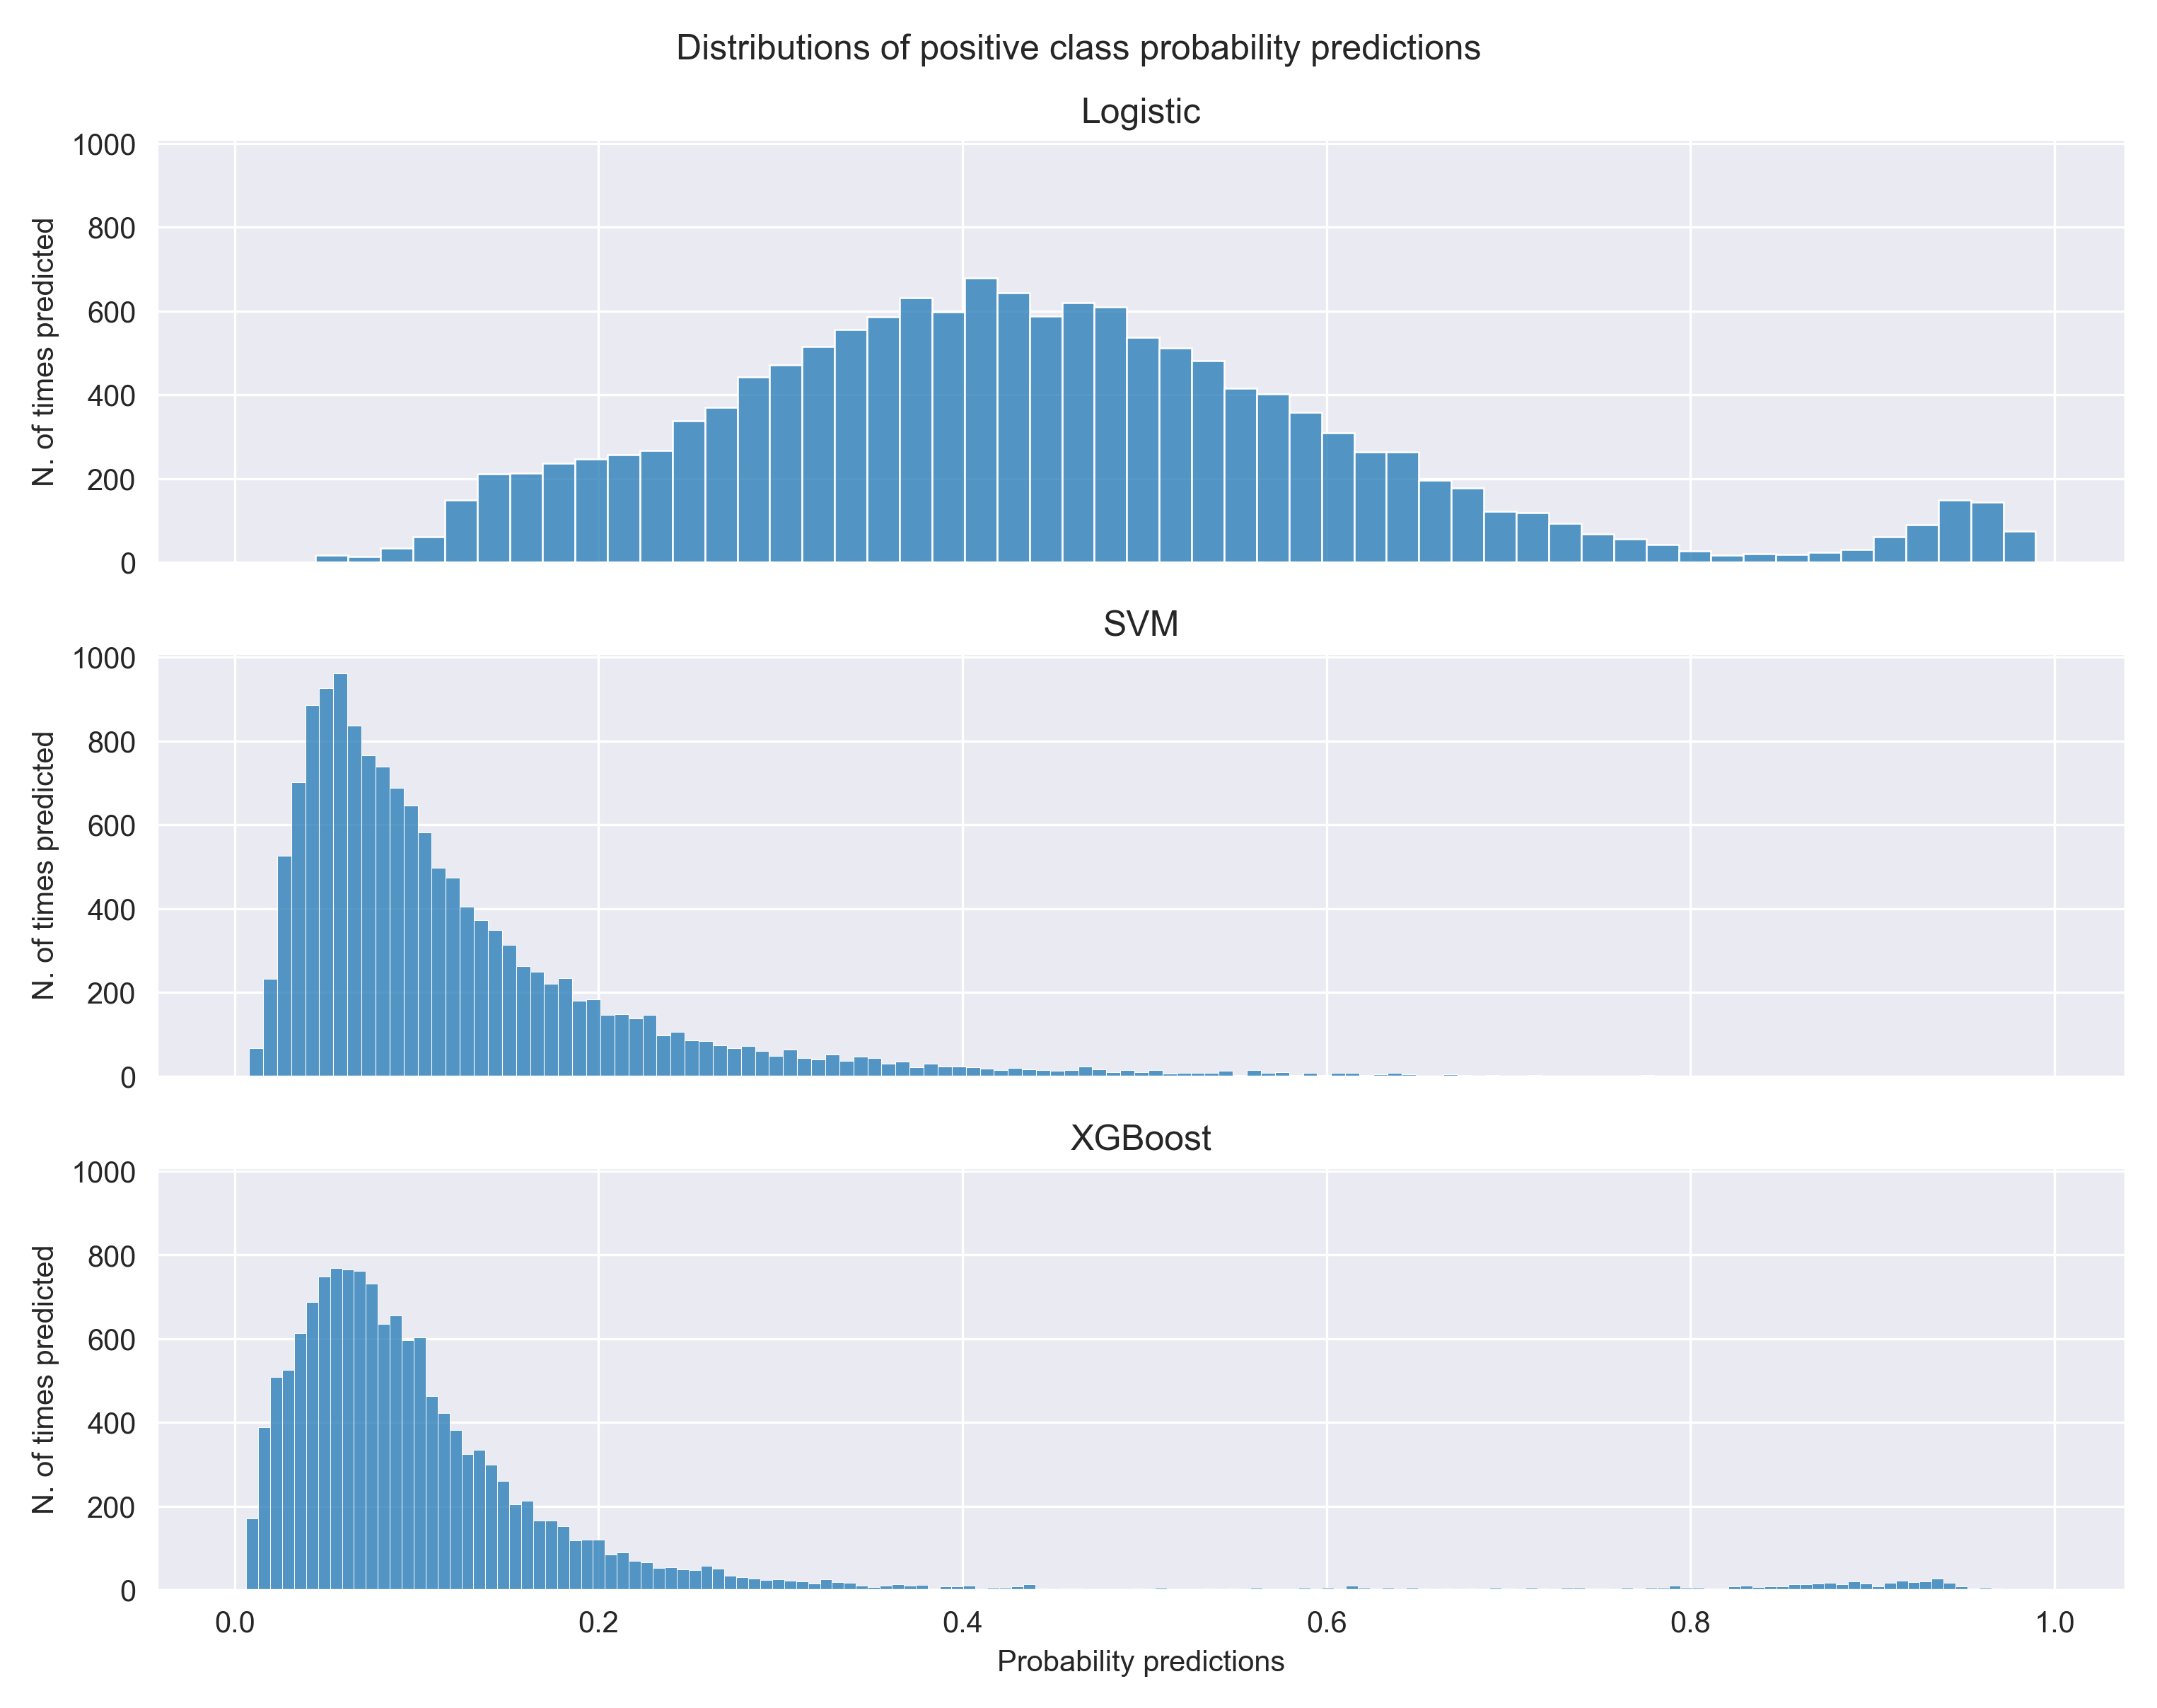 Distributions of positive class probability predictions
Logistic
1000
800
600
400
200
0
N. of times predicted
SVM
1000
800
600
400
200
0
N. of times predicted
XGBoost
1000
800
600
400
200
0
N. of times predicted
0.0 0.2 0.4 0.6 0.8 1.0
Probability predictions